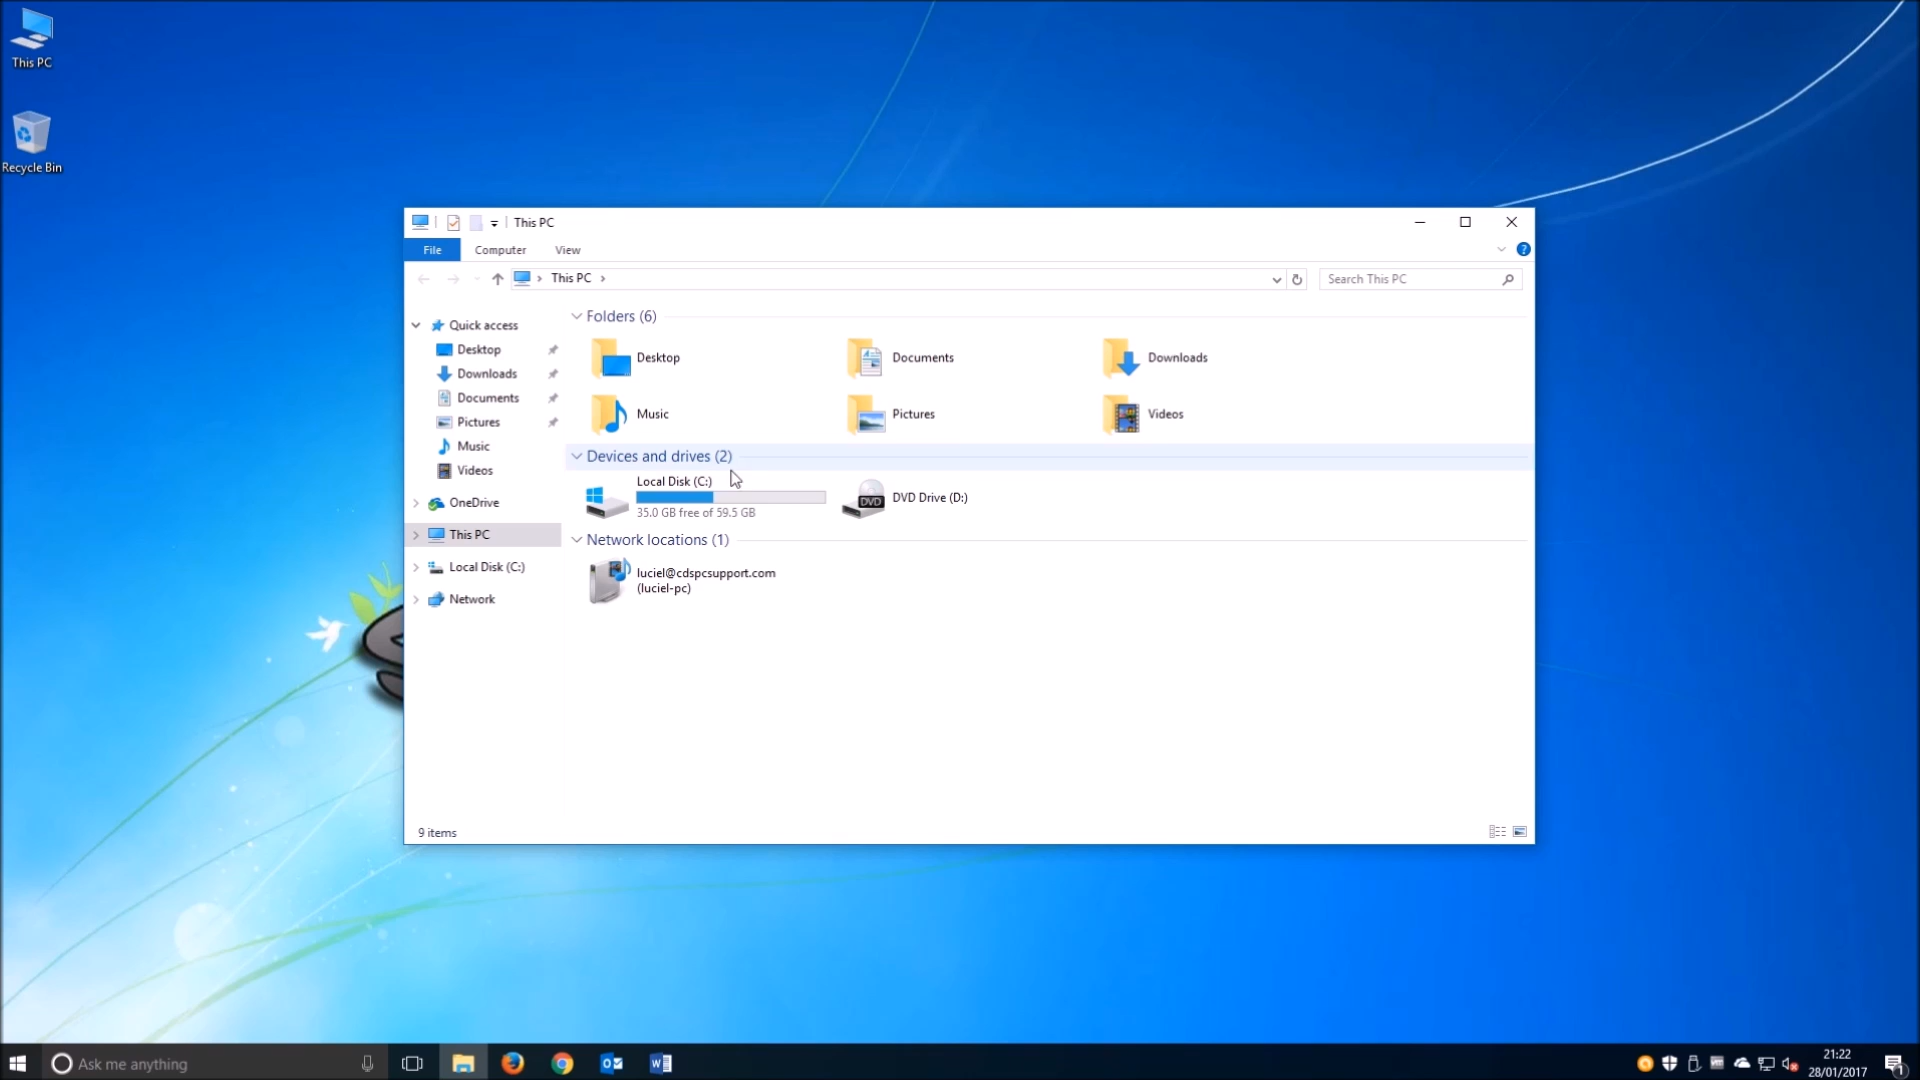 This PC
Recycle Bin
This PC
File Computer View
This PC
Search This PC
Quick access
Desktop
Downloads
Documents
Pictures
Music
Videos
OneDrive
This PC
Local Disk (C:)
Network
Folders (6)
Desktop
Documents
Downloads
Music
Pictures
Videos
Devices and drives (2)
Local Disk (C:)
35.0 GB free of 59.5 GB
DVD
DVD Drive (D:)
Network locations (1)
luciel@cdspcsupport.com
(luciel-pc)
9 items
Ask me anything
21:22
28/01/2017
1